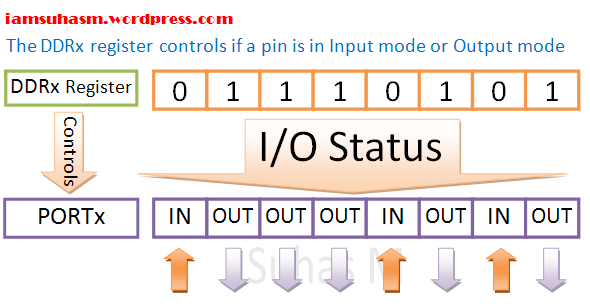 iamsuhasm.wordpress.com
The DDRx register controls if a pin is in Input mode or Output mode
DDRx Register 0 1 1 1 0 1 0 1
Controls
I/O Status
PORTx IN OUT OUT OUT IN OUT IN OUT
Suhas M